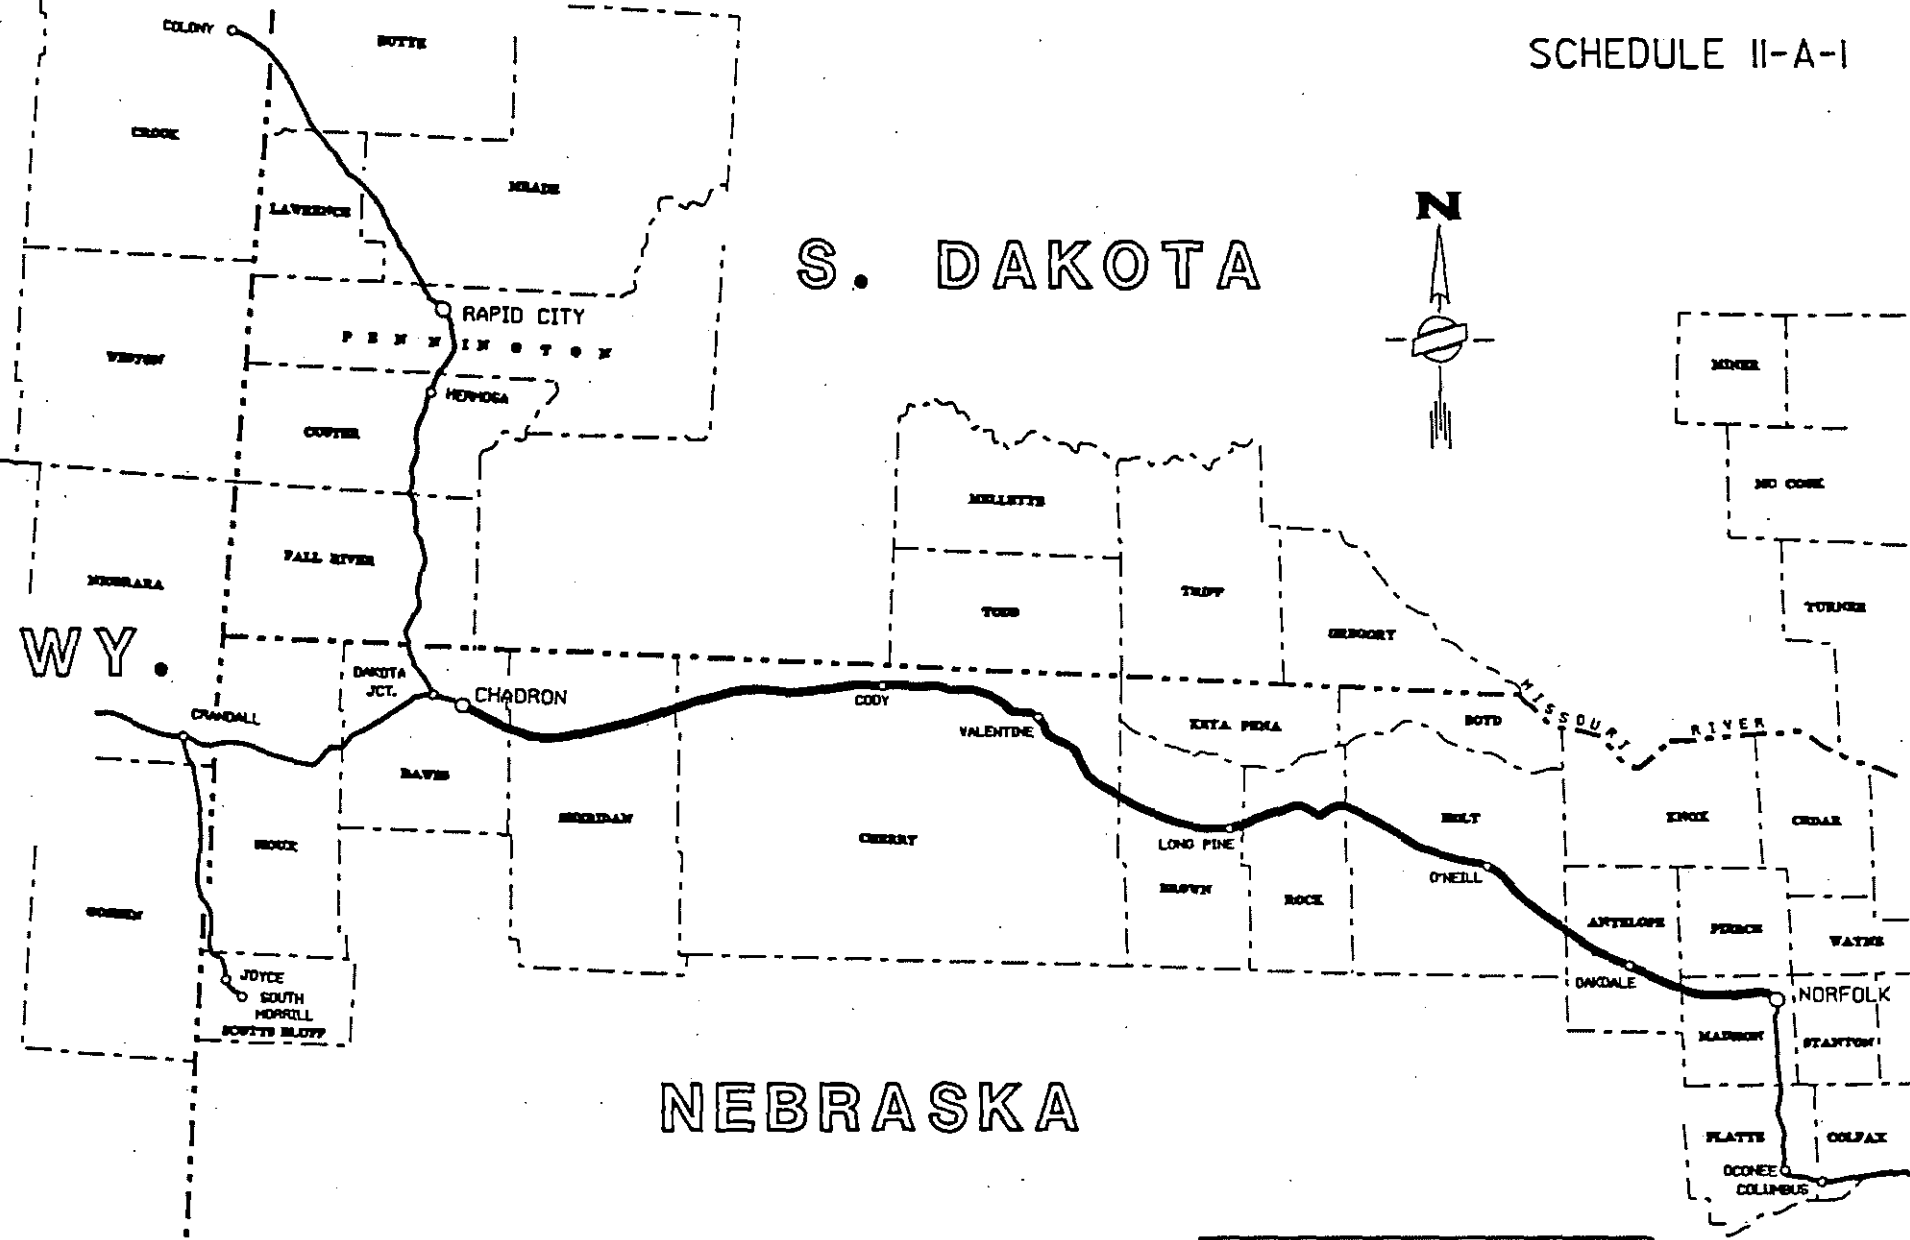 SCHEDULE II-A-I
COLONY
BUTTE
CROOK
MEADE
LAWRENCE
N
S. DAKOTA
RAPID CITY
PENNINGTON
WESTON
MINER
HERMOSA
CUSTER
MELLETTE
MC COOK
FALL RIVER
NIOBRARA
TODD
TRIPP
TURNER
GREGORY
WY.
DAKOTA
JCT.
CHADRON
CODY
MISSOURI RIVER
CRANDALL
VALENTINE
KEYA PAHA
BOYD
DAWES
SHERIDAN
CHERRY
HOLT
KNOX
CEDAR
SIOUX
LONG PINE
O'NEILL
BROWN
ROCK
GOSHEN
ANTELOPE
PIERCE
WAYNE
JOYCE
OAKDALE
NORFOLK
SOUTH
MORRILL
SCOTTS BLUFF
MADISON
STANTON
NEBRASKA
PLATTE
COLFAX
OCONEE
COLUMBUS